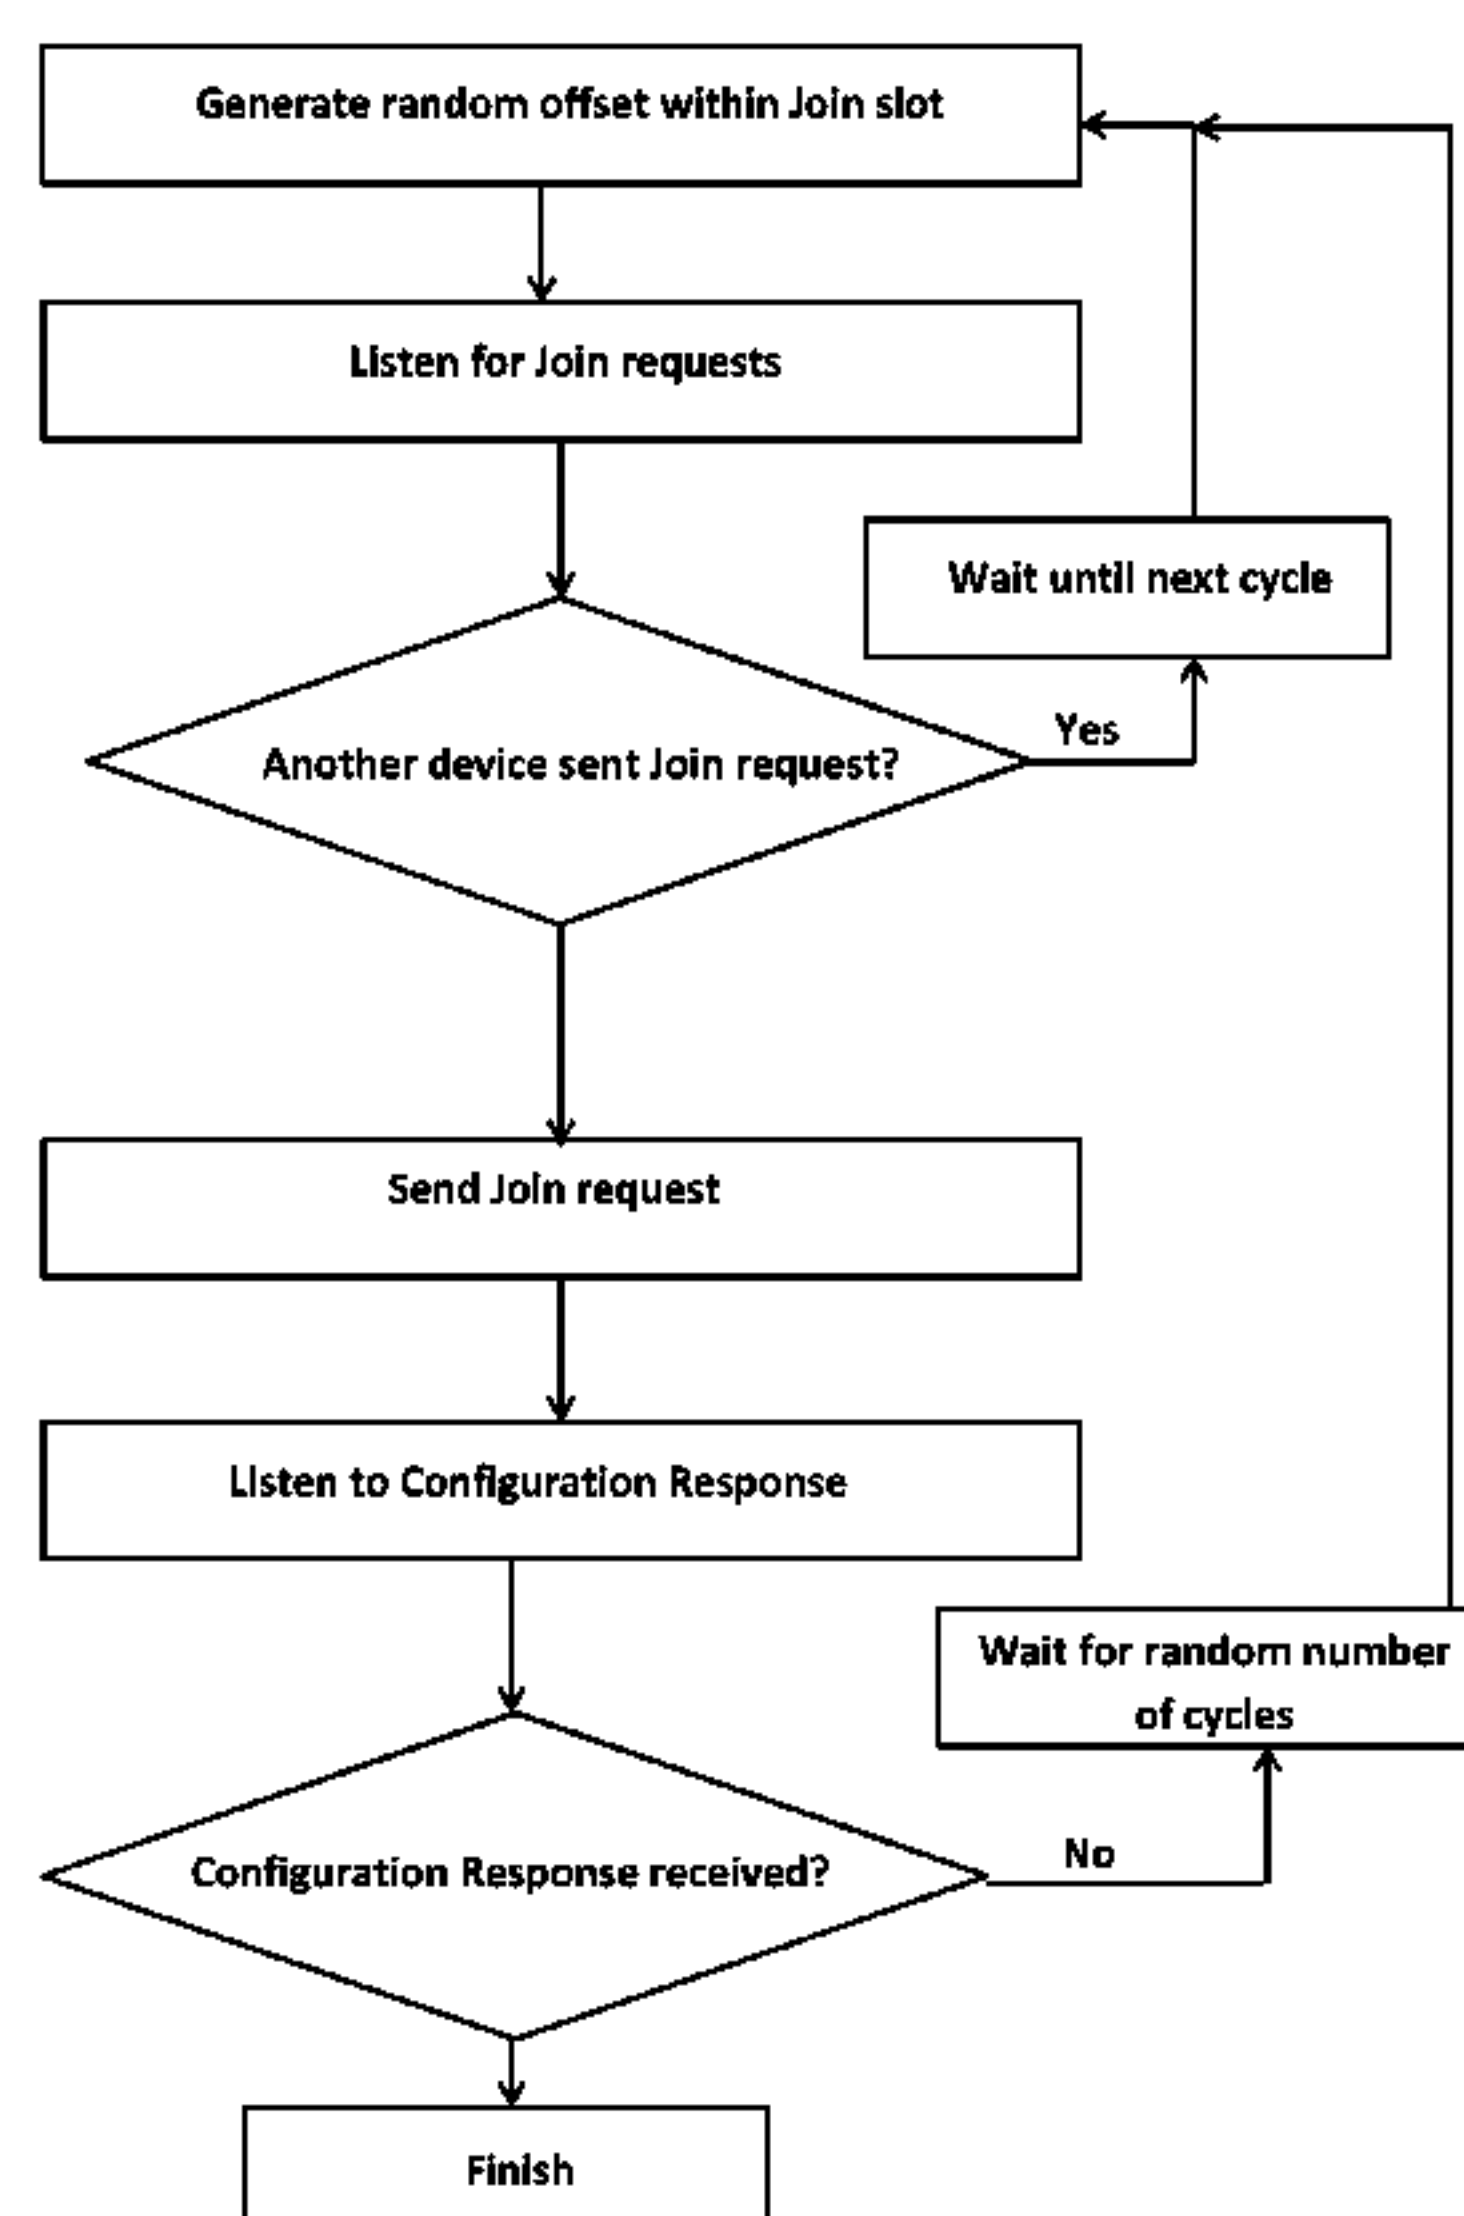 Generate random offset within Join slot
Listen for Join requests
Wait until next cycle
Yes
Another device sent Join request?
Send Join request
Listen to Configuration Response
Wait for random number
of cycles
No
Configuration Response received?
Finish